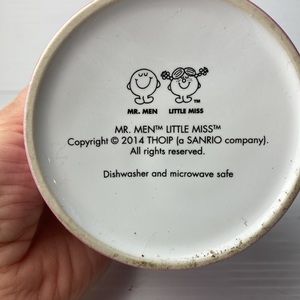 MR. MEN LITTLE MISS™
MR. MEN™ LITTLE MISS™
Copyright © 2014 THOIP (a SANRIO company).
All rights reserved.
Dishwasher and microwave safe